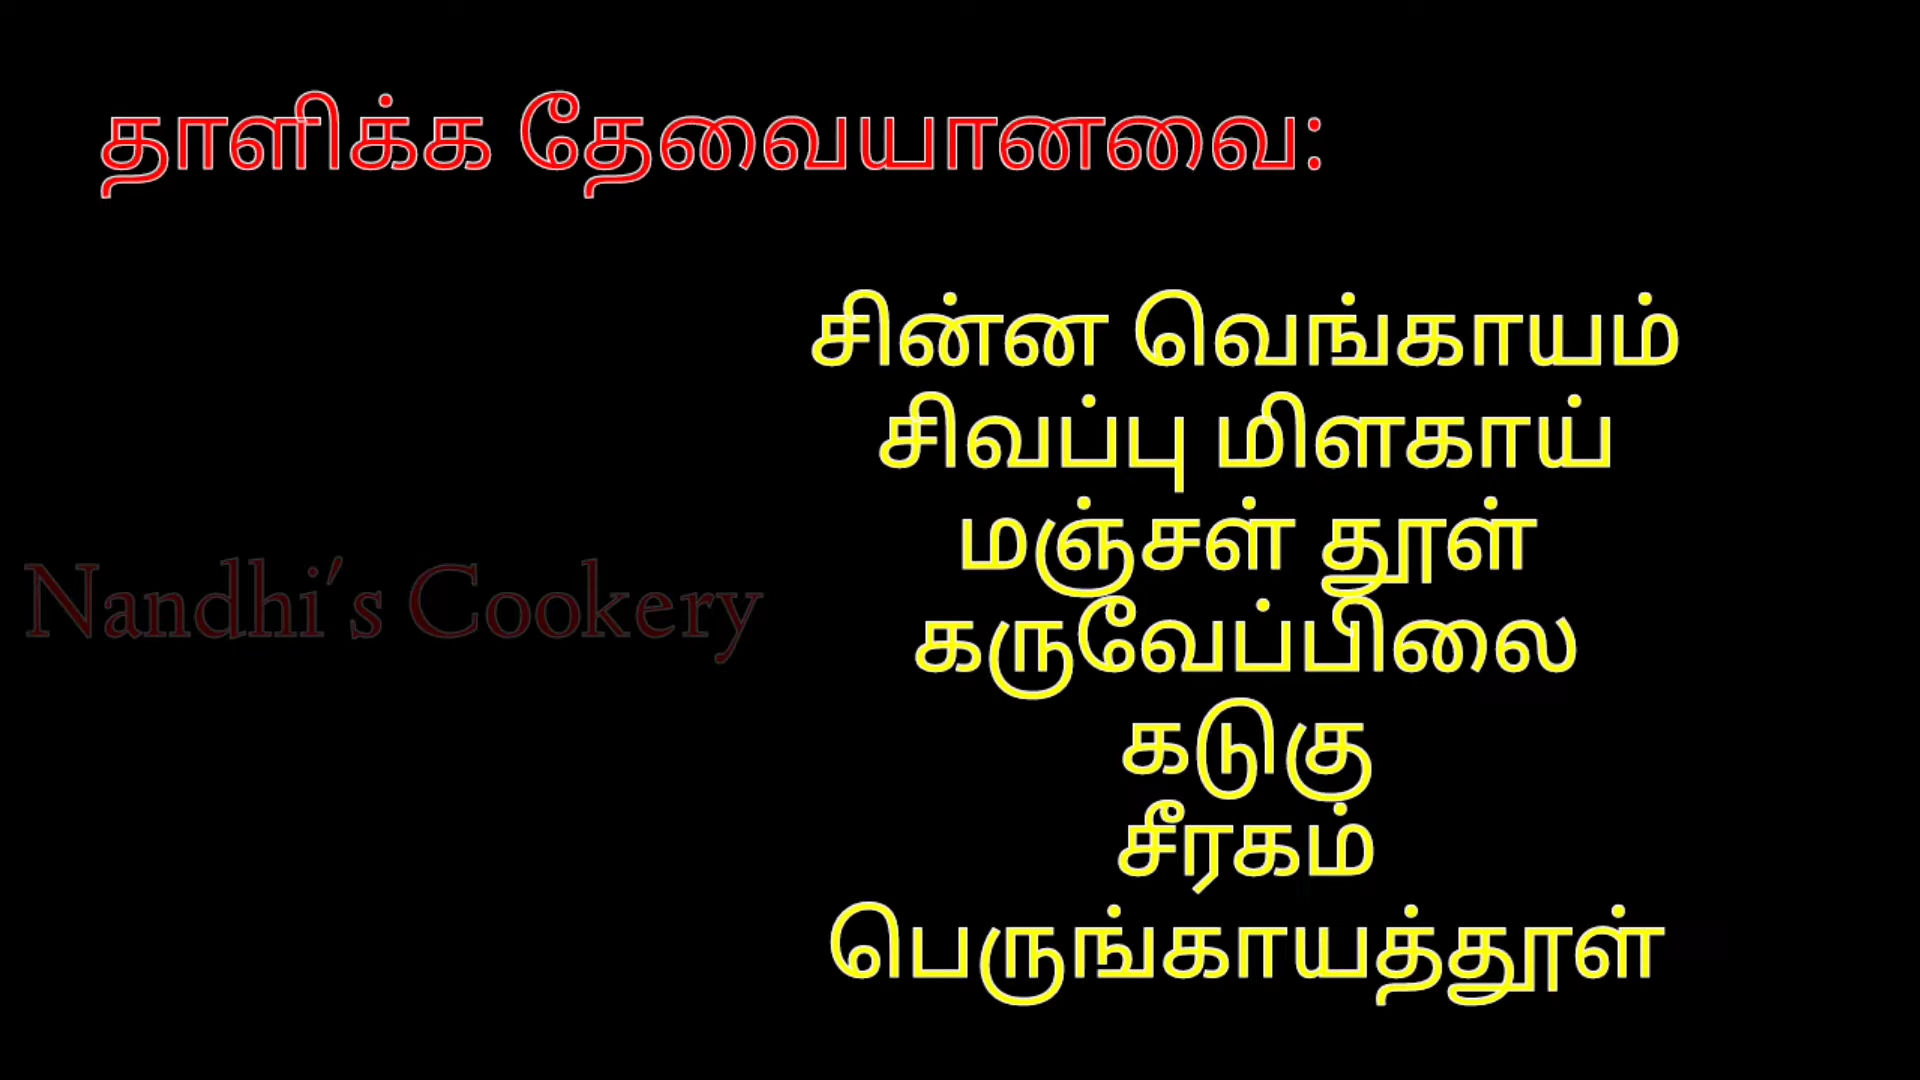 தாளிக்க தேவையானவை:
சின்ன வெங்காயம்
சிவப்பு மிளகாய்
மஞ்சள் தூள்
கருவேப்பிலை
கடுகு
சீரகம்
பெருங்காயத்தூள்
Nandhi's Cookery